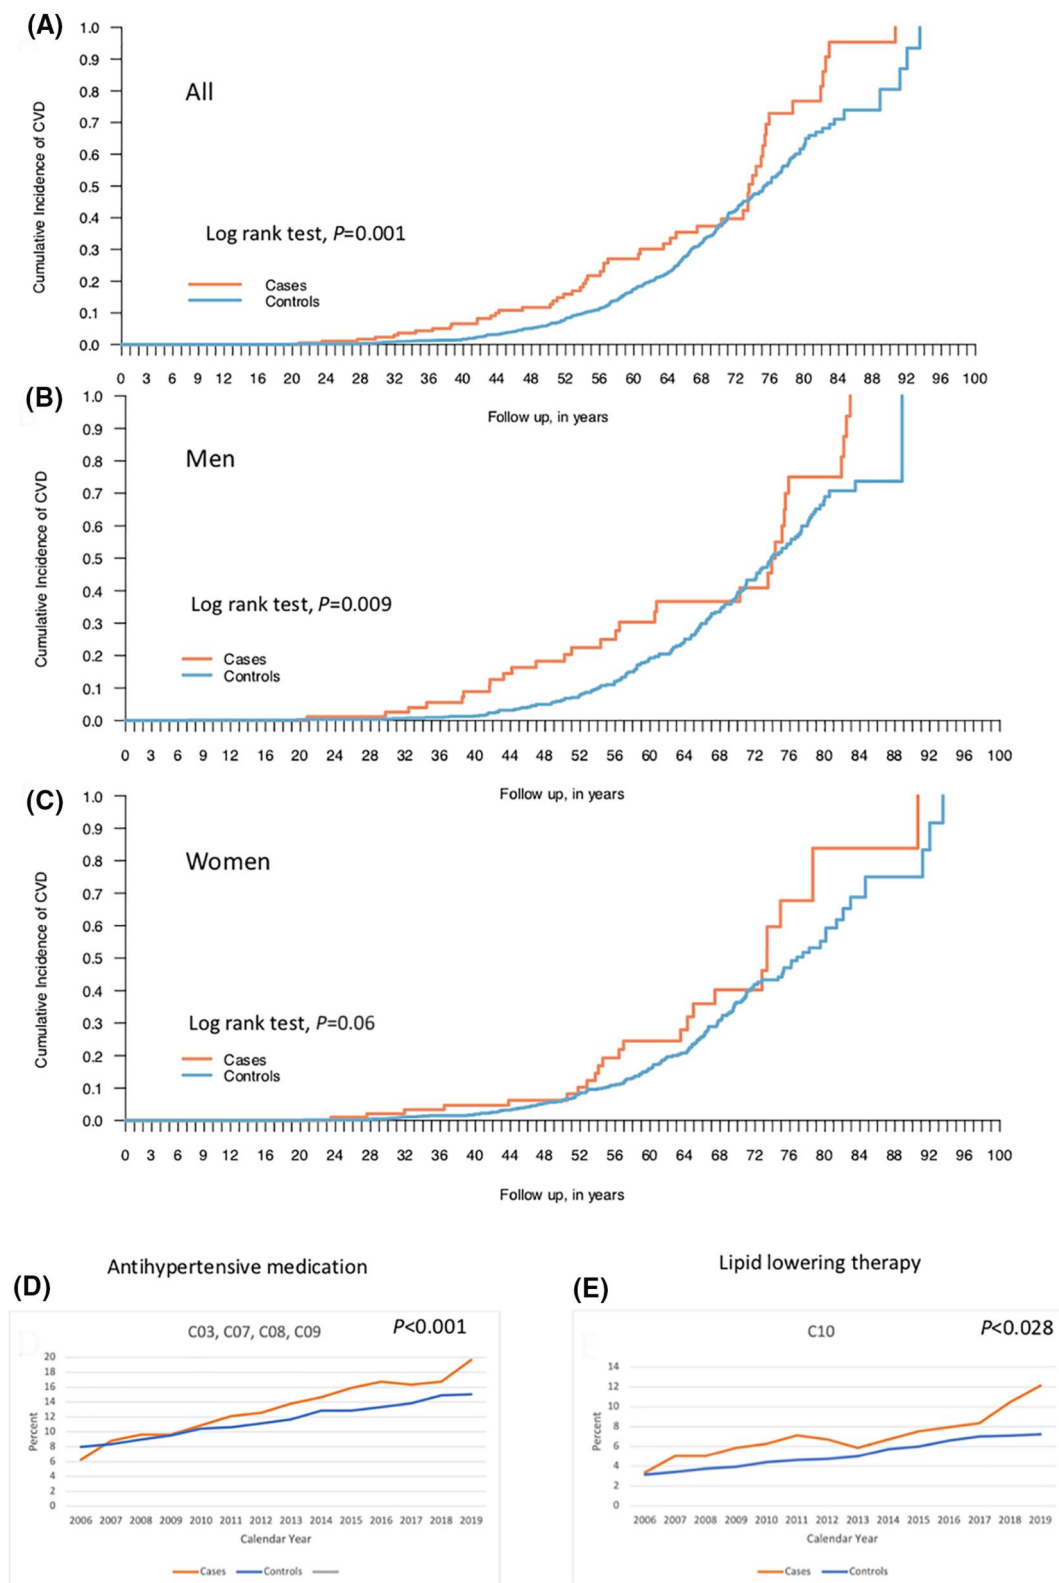 (A)
1.0
0.9
0.8
0.7
0.6
0.5
0.4
0.3
0.2
0.1
0.0
Cumulative Incidence of CVD
All
Log rank test, P=0.001
Cases
Controls
0 3 6 9 12 16 20 24 28 32 36 40 44 48 52 56 60 64 68 72 76 80 84 88 92 96 100
Follow up, in years
(B)
1.0
0.9
0.8
0.7
0.6
0.5
0.4
0.3
0.2
0.1
0.0
Cumulative Incidence of CVD
Men
Log rank test, P=0.009
Cases
Controls
0 3 6 9 12 16 20 24 28 32 36 40 44 48 52 56 60 64 68 72 76 80 84 88 92 96 100
Follow up, in years
(C)
1.0
0.9
0.8
0.7
0.6
0.5
0.4
0.3
0.2
0.1
0.0
Cumulative Incidence of CVD
Women
Log rank test, P=0.06
Cases
Controls
0 3 6 9 12 16 20 24 28 32 36 40 44 48 52 56 60 64 68 72 76 80 84 88 92 96 100
Follow up, in years
Antihypertensive medication
(D)
C03, C07, C08, C09
P<0.001
20
18
16
14
12
10
8
6
4
2
0
Percent
2006 2007 2008 2009 2010 2011 2012 2013 2014 2015 2016 2017 2018 2019
Calendar Year
Cases Controls
Lipid lowering therapy
(E)
C10
P<0.028
14
12
10
8
6
4
2
0
Percent
2006 2007 2008 2009 2010 2011 2012 2013 2014 2015 2016 2017 2018 2019
Calendar Year
Cases Controls